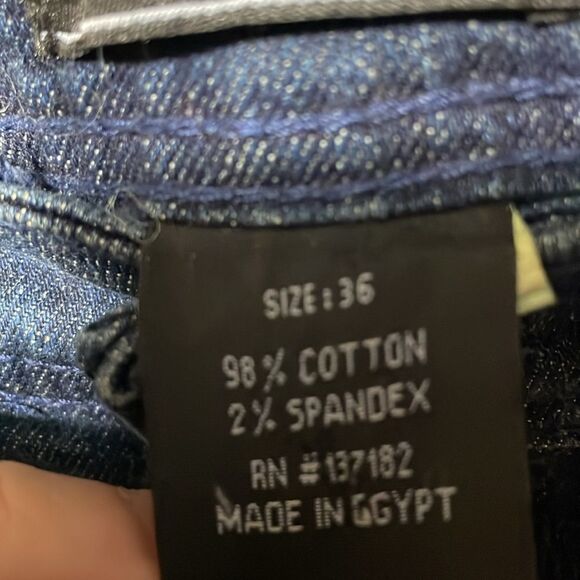 SIZE: 36
98% COTTON
2% SPANDEX
RN #137182
MADE IN EGYPT